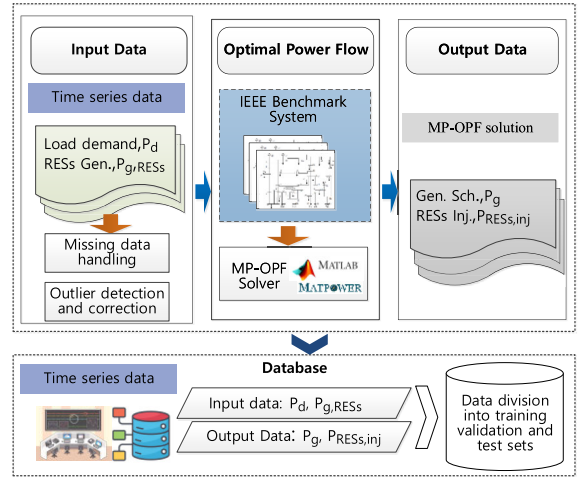 Input Data
Time series data
Load demand,Pd
RESs Gen.,Pg,RESs
Missing data
handling
Outlier detection
and correction
Optimal Power Flow
IEEE Benchmark
System
MP-OPF
Solver
MATLAB
MATPOWER
Output Data
MP-OPF solution
Gen. Sch.,Pg
RESs Inj.,PRESs,inj
Database
Time series data
Input data: Pd, Pg,RESs
Output Data: Pg, PRESs,inj
Data division
into training
validation and
test sets